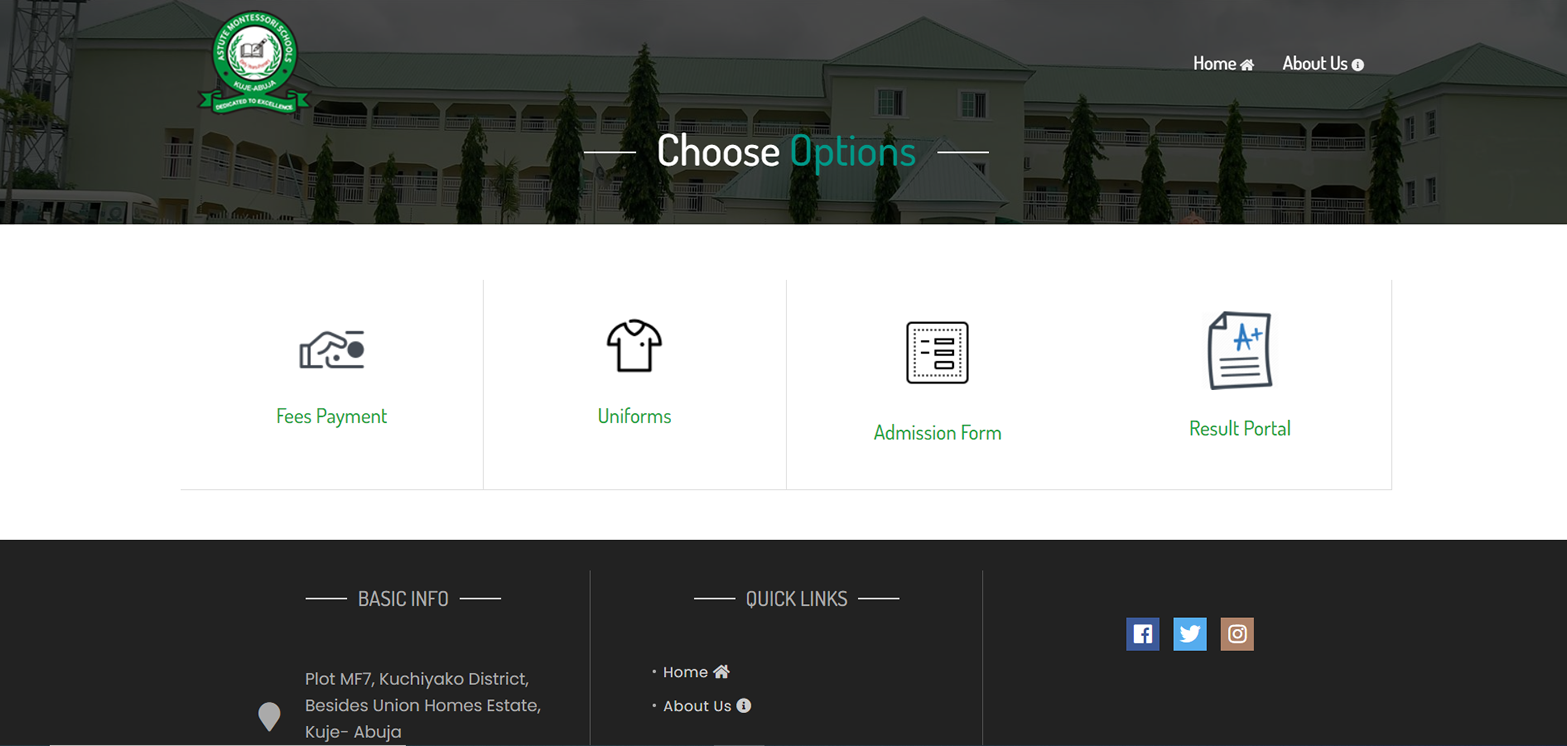 ASTUTE MONTESSORI SCHOOLS
KUJE-ABUJA
DEDICATED TO EXCELLENCE
Home
About Us
Choose Options
Fees Payment
Uniforms
Admission Form
A+
Result Portal
BASIC INFO
Plot MF7, Kuchiyako District,
Besides Union Homes Estate,
Kuje- Abuja
QUICK LINKS
• Home
• About Us